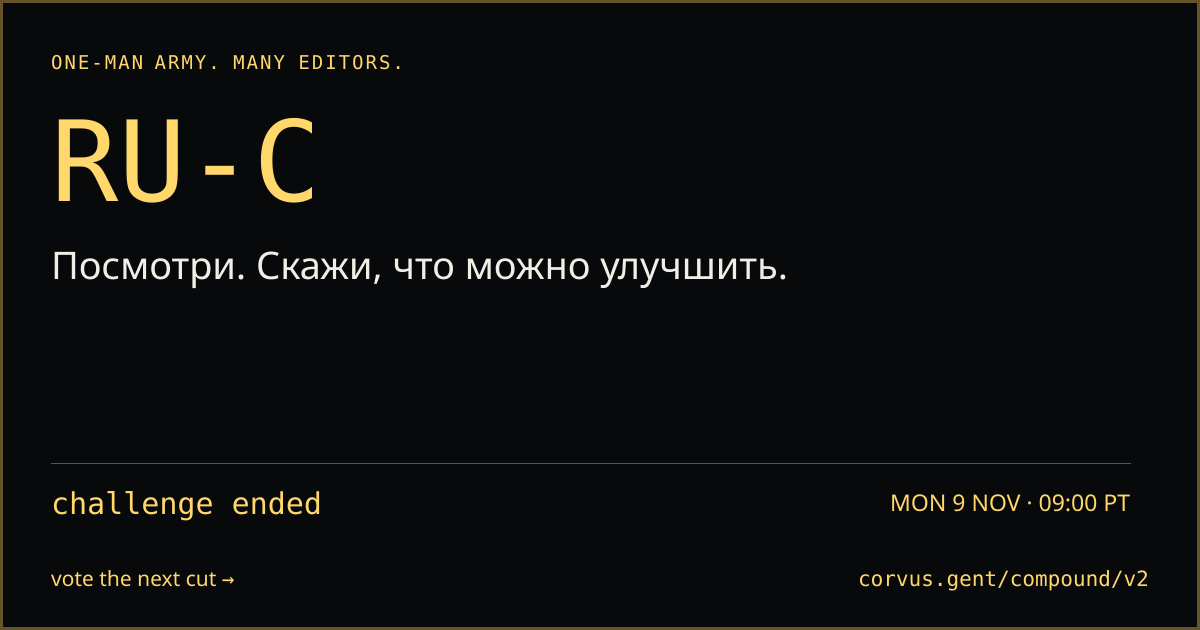 ONE-MAN ARMY. MANY EDITORS.
RU-C
Посмотри. Скажи, что можно улучшить.
challenge ended
MON 9 NOV · 09:00 PT
vote the next cut →
corvus.gent/compound/v2